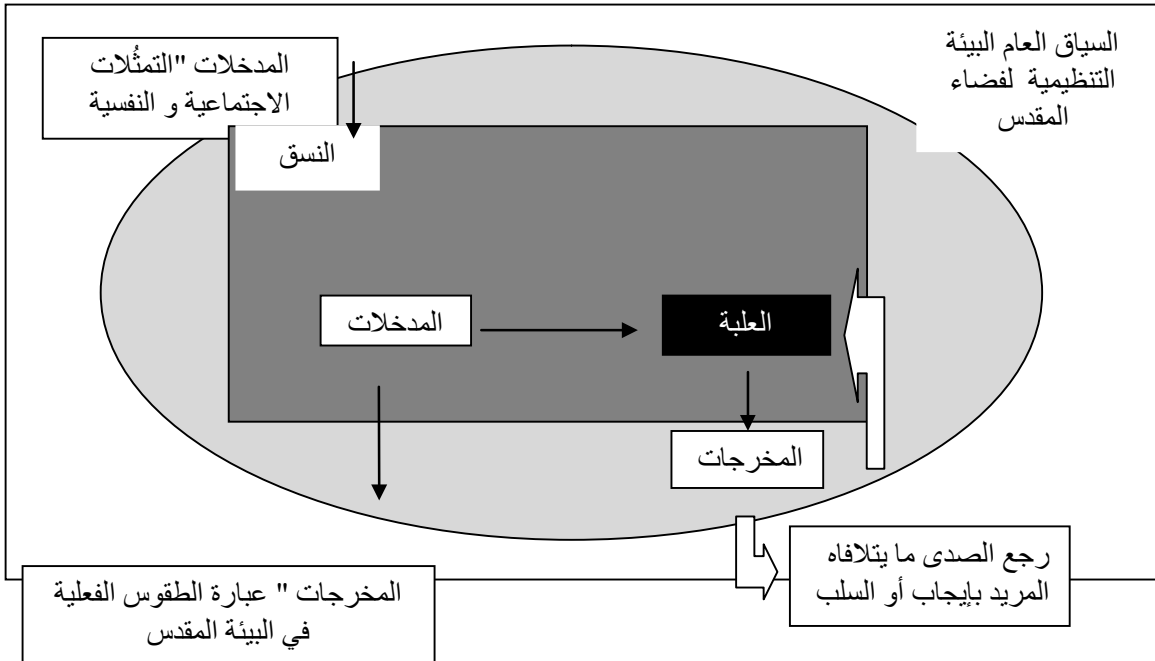 السياق العام البيئة
التنظيمية لفضاء
المقدس
المدخلات "التمثُلات
الاجتماعية و النفسية
النسق
المدخلات
العلبة
المخرجات
رجع الصدى ما يتلافاه
المريد بإيجاب أو السلب
المخرجات " عبارة الطقوس الفعلية
في البيئة المقدس